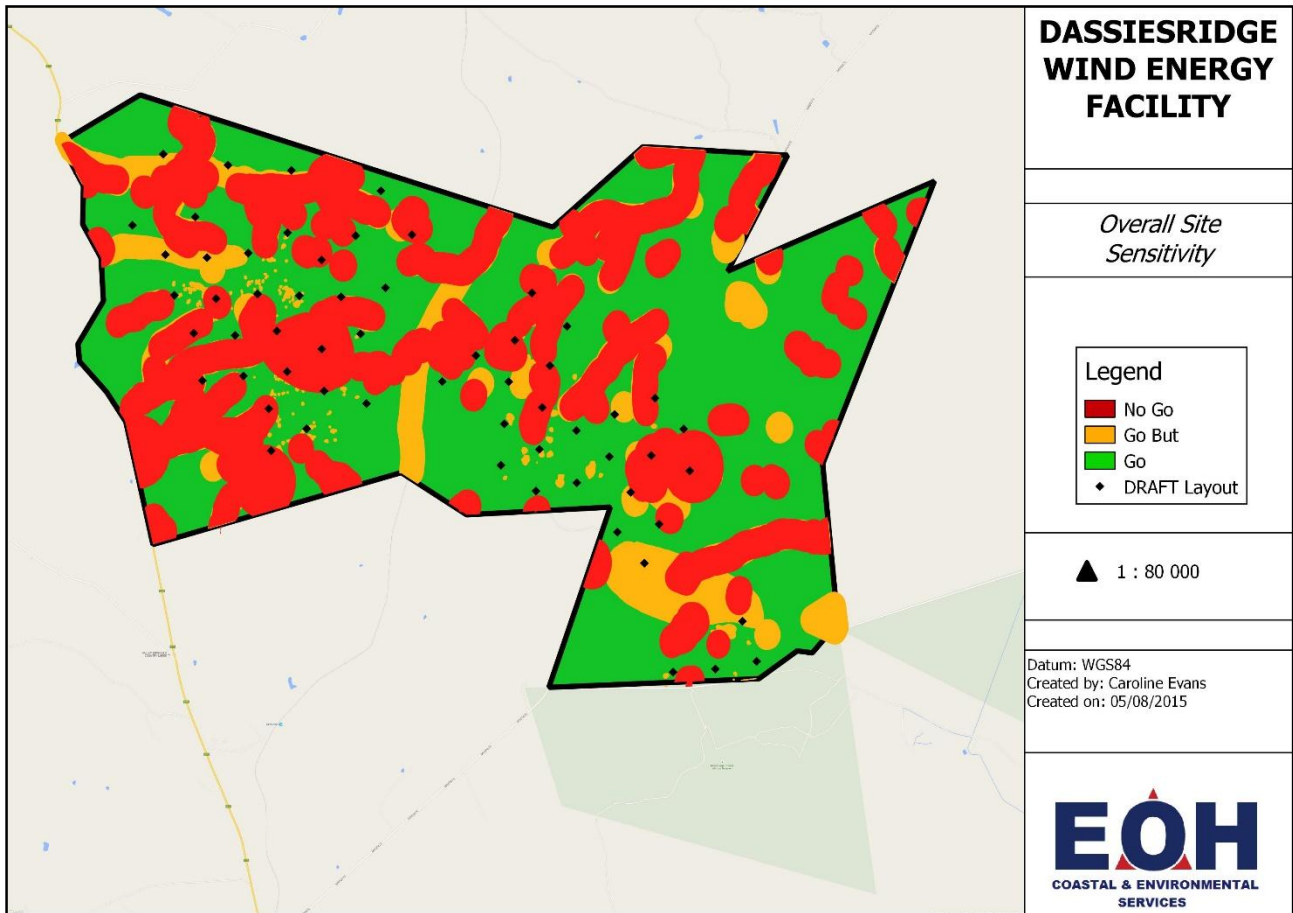 DASSIESRIDGE
WIND ENERGY
FACILITY
Overall Site
Sensitivity
Legend
No Go
Go But
Go
DRAFT Layout
1 : 80 000
Datum: WGS84
Created by: Caroline Evans
Created on: 05/08/2015
EOH
COASTAL & ENVIRONMENTAL
SERVICES